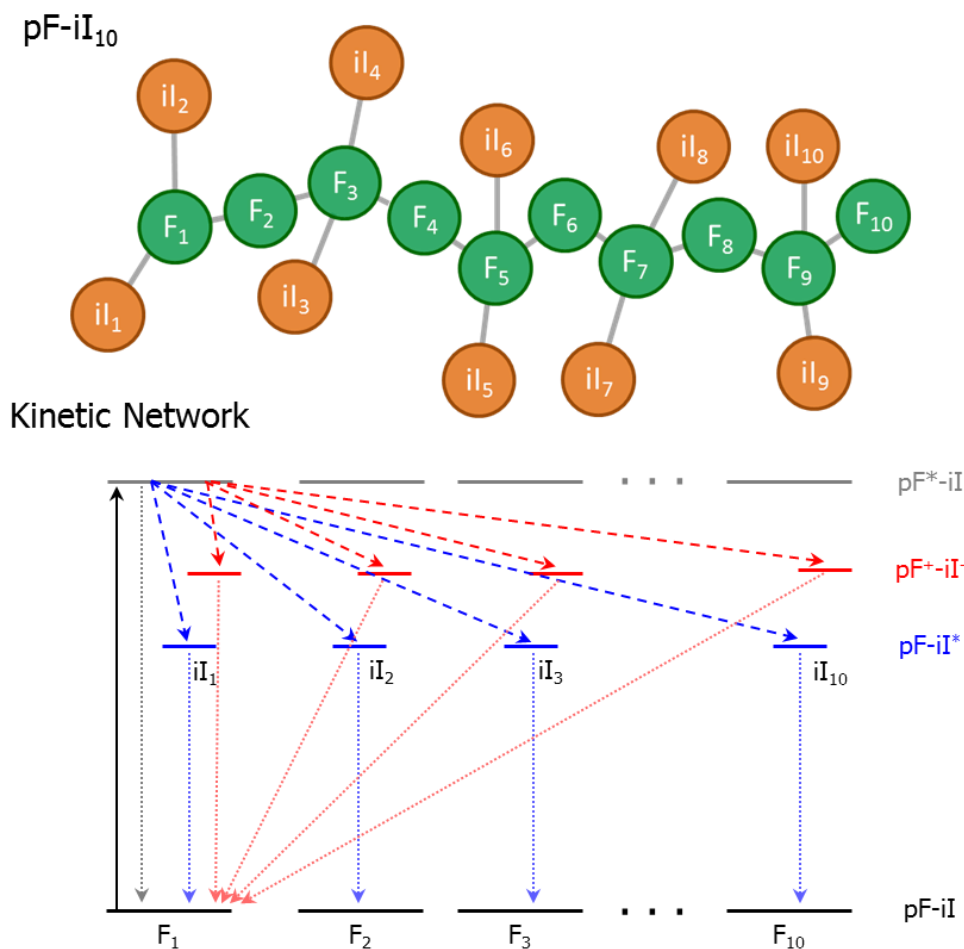 pF-iI₁₀
iI₄
iI₂
iI₆ iI₈ iI₁₀
F₁ F₂ F₃ F₄ F₅ F₆ F₇ F₈ F₉ F₁₀
iI₁ iI₃
iI₅ iI₇ iI₉
Kinetic Network
. . . pF*-iI
pF⁺-iI⁻
pF-iI*
iI₁ iI₂ iI₃ iI₁₀
. . . pF-iI
F₁ F₂ F₃ F₁₀